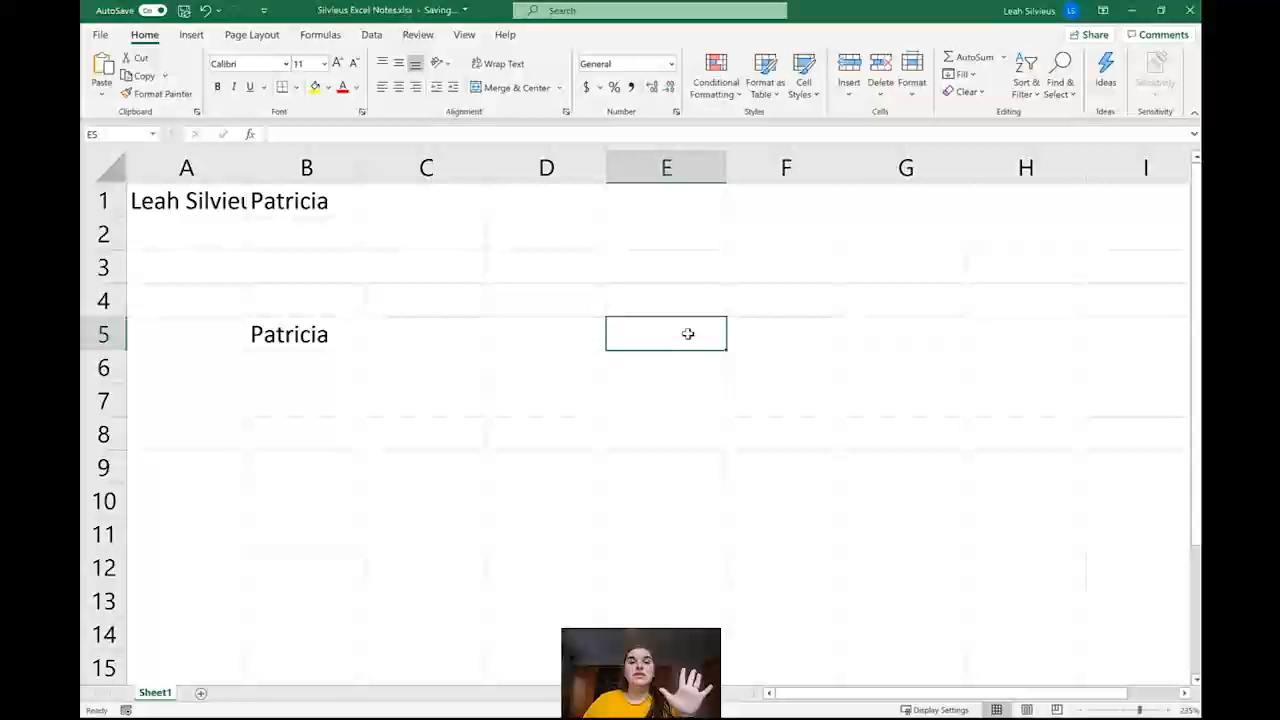 AutoSave On Silvieus Excel Notes.xlsx - Saving... Search Leah Silvieus LS
File Home Insert Page Layout Formulas Data Review View Help Share Comments
Paste Cut Copy Format Painter Clipboard
Calibri 11 A A B I U A Font
Wrap Text Merge & Center Alignment
General $ % , Number
Conditional Formatting Format as Table Cell Styles Styles
Insert Delete Format Cells
AutoSum Fill Clear Sort & Filter Find & Select Editing
Ideas Ideas
Sensitivity Sensitivity
E5 fx
A B C D E F G H I
1 Leah Silvieu Patricia
2
3
4
5 Patricia
6
7
8
9
10
11
12
13
14
15
Sheet1
Ready Display Settings 235%